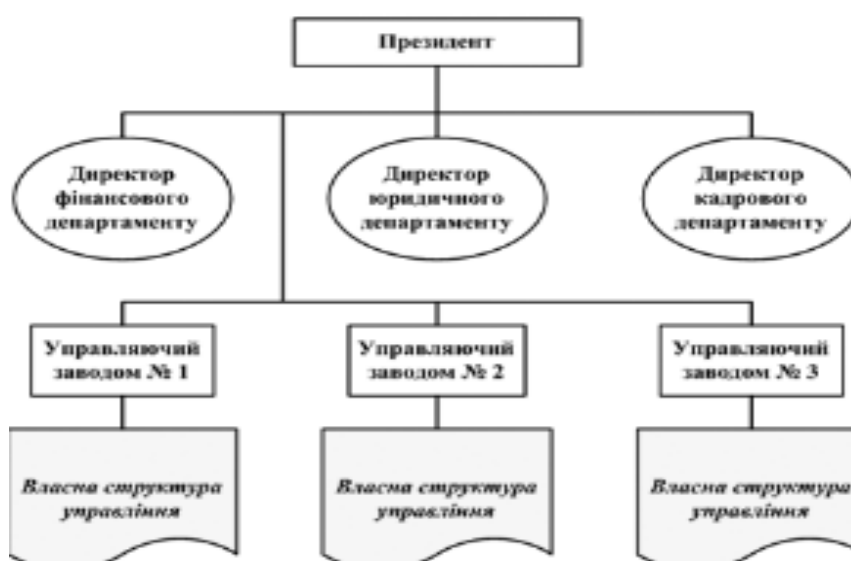 Президент
Директор
фінансового
департаменту
Директор
юридичного
департаменту
Директор
кадрового
департаменту
Управляючий
заводом № 1
Управляючий
заводом № 2
Управляючий
заводом № 3
Власна структура
управління
Власна структура
управління
Власна структура
управління